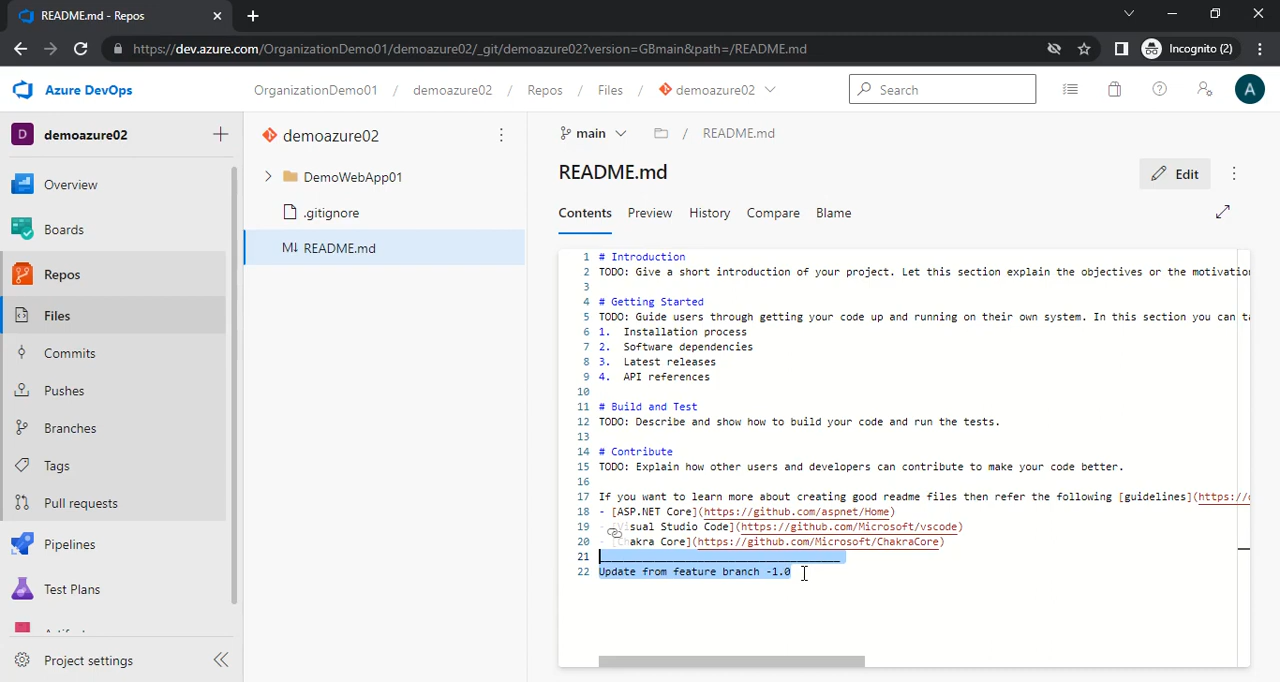 README.md - Repos
https://dev.azure.com/OrganizationDemo01/demoazure02/_git/demoazure02?version=GBmain&path=/README.md
Incognito (2)
Azure DevOps
OrganizationDemo01 / demoazure02 / Repos / Files / demoazure02
Search
A
D demoazure02
Overview
Boards
Repos
Files
Commits
Pushes
Branches
Tags
Pull requests
Pipelines
Test Plans
Project settings
demoazure02
DemoWebApp01
.gitignore
M↓ README.md
main / README.md
README.md
Edit
Contents Preview History Compare Blame
1 # Introduction
2 TODO: Give a short introduction of your project. Let this section explain the objectives or the
3
4 # Getting Started
5 TODO: Guide users through getting your code up and running on their own system. In this section you can
6 1. Installation process
7 2. Software dependencies
8 3. Latest releases
9 4. API references
10
11 # Build and Test
12 TODO: Describe and show how to build your code and run the tests.
13
14 # Contribute
15 TODO: Explain how other users and developers can contribute to make your code better.
16
17 If you want to learn more about creating good readme files then refer the following [guidelines](https:/
18 - [ASP.NET Core](https://github.com/aspnet/Home)
19 - [Visual Studio Code](https://github.com/Microsoft/vscode)
20 - [Chakra Core](https://github.com/Microsoft/ChakraCore)
21
22 Update from feature branch -1.0